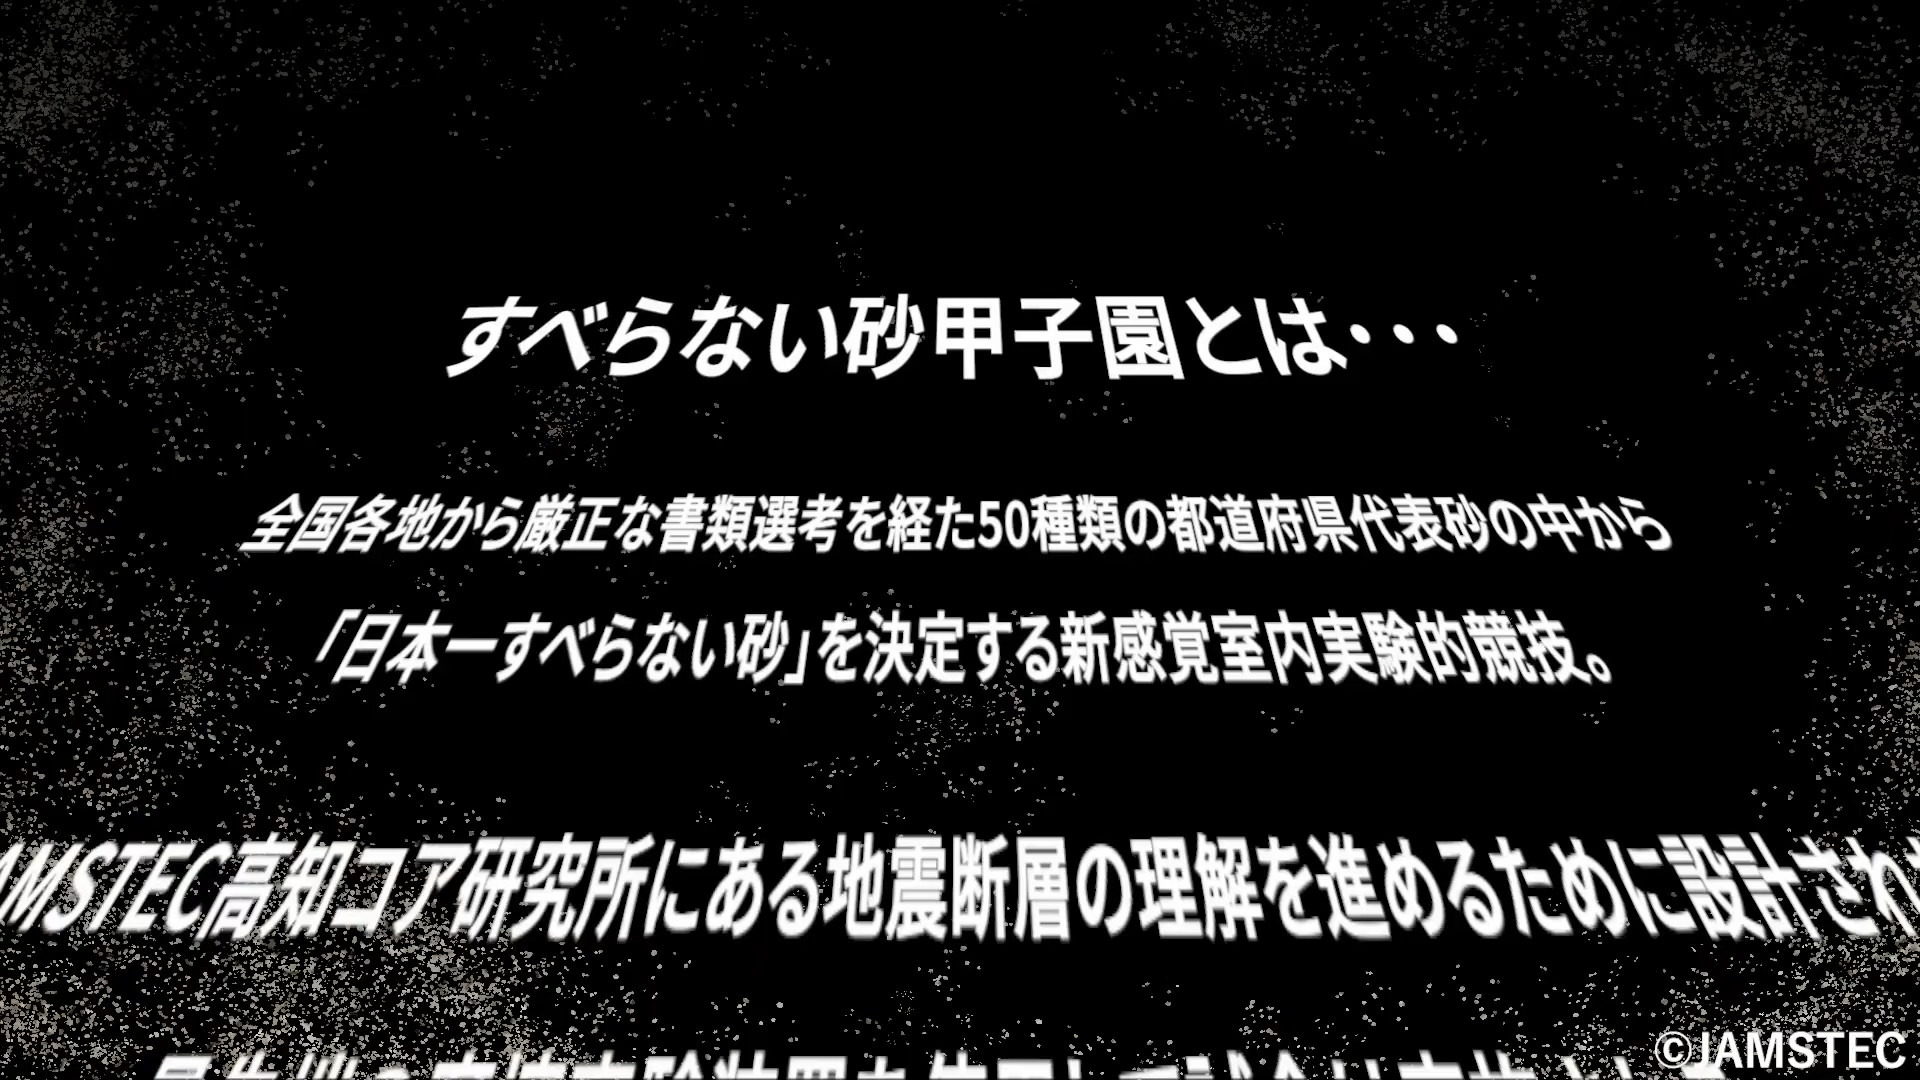 すべらない砂甲子園とは･･･
全国各地から厳正な書類選考を経た50種類の都道府県代表砂の中から
「日本一すべらない砂」を決定する新感覚室内実験的競技。
AMSTEC高知コア研究所にある地震断層の理解を進めるために設計され
©JAMSTEC